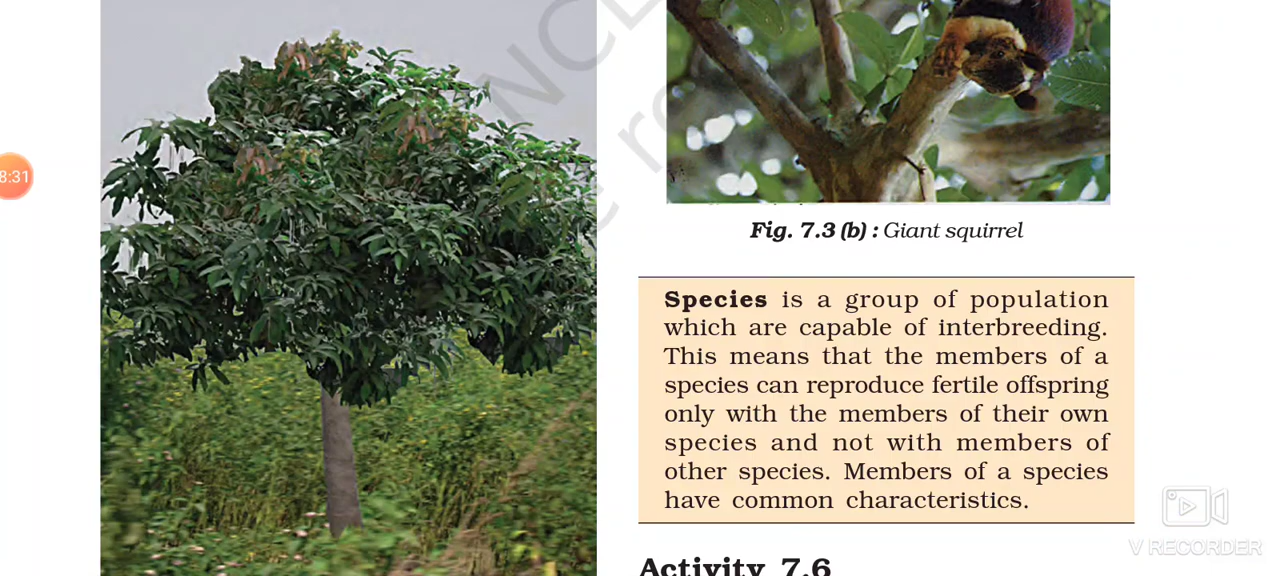 8:31
Fig. 7.3 (b) : Giant squirrel
Species is a group of population
which are capable of interbreeding.
This means that the members of a
species can reproduce fertile offspring
only with the members of their own
species and not with members of
other species. Members of a species
have common characteristics.
V RECORDER
Activity 7.6